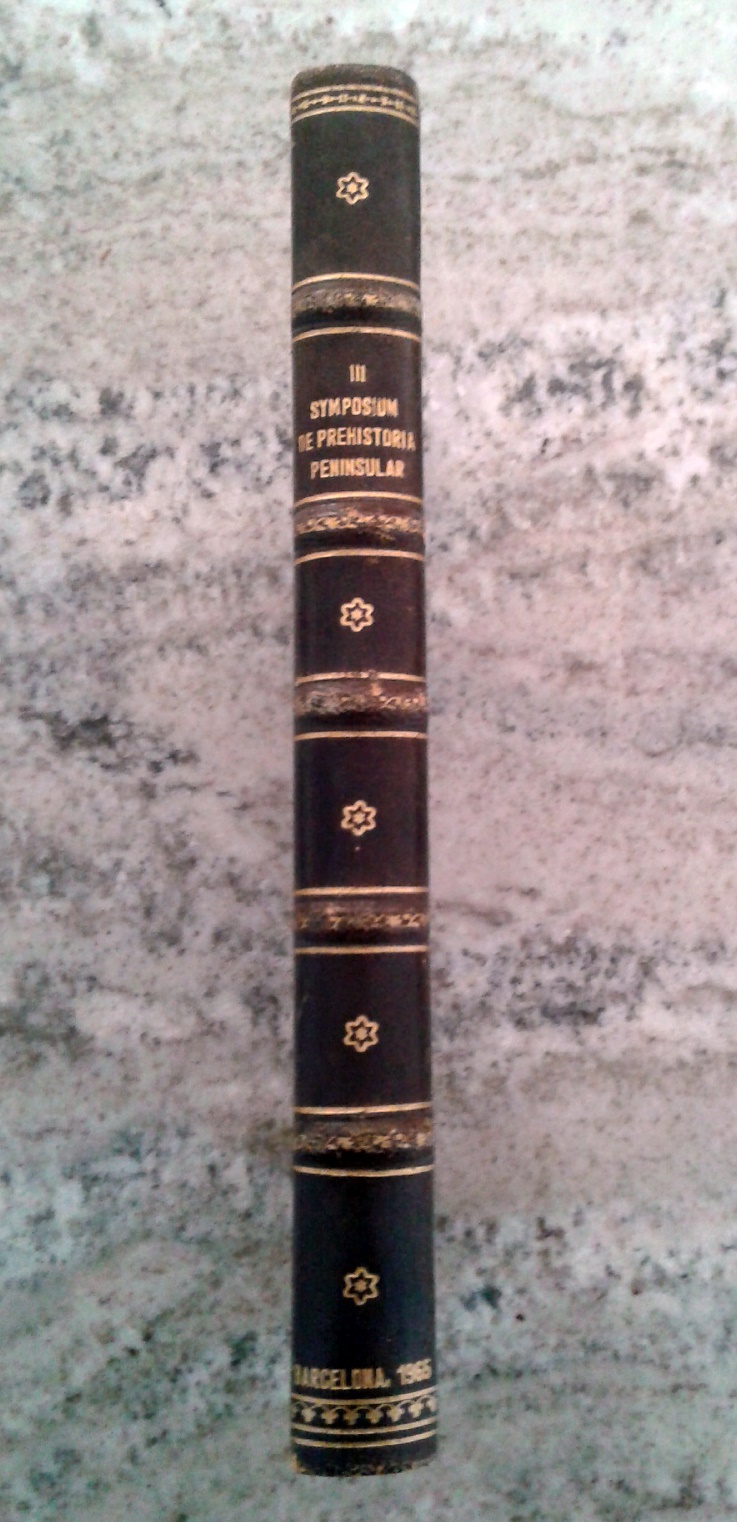 III
SYMPOSIUM
DE PREHISTORIA
PENINSULAR
BARCELONA. 1965